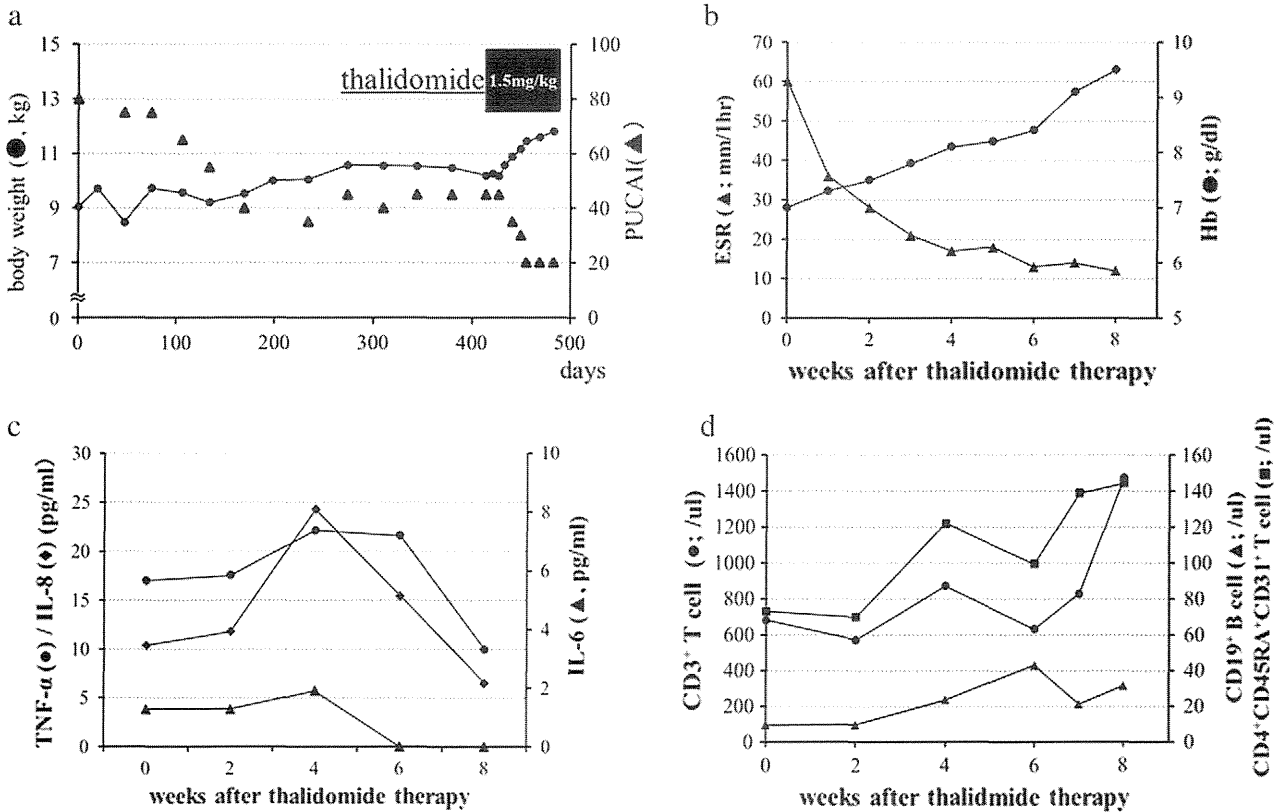 a
15
13
11
9
7
0
body weight (●, kg)
100
80
60
40
20
0
PUCAI(▲)
thalidomide
1.5mg/kg
0 100 200 300 400 500
days
b
70
60
50
40
30
20
10
0
ESR (▲; mm/1hr)
10
9
8
7
6
5
Hb (●; g/dl)
0 2 4 6 8
weeks after thalidomide therapy
c
30
25
20
15
10
5
0
TNF-α (●) / IL-8 (♦) (pg/ml)
10
8
6
4
2
0
IL-6 (▲, pg/ml)
0 2 4 6 8
weeks after thalidomide therapy
d
1600
1400
1200
1000
800
600
400
200
0
CD3⁺ T cell (●; /ul)
160
140
120
100
80
60
40
20
0
CD19⁺ B cell (▲; /ul)
CD4⁺CD45RA⁺CD31⁺ T cell (■; /ul)
0 2 4 6 8
weeks after thalidmide therapy